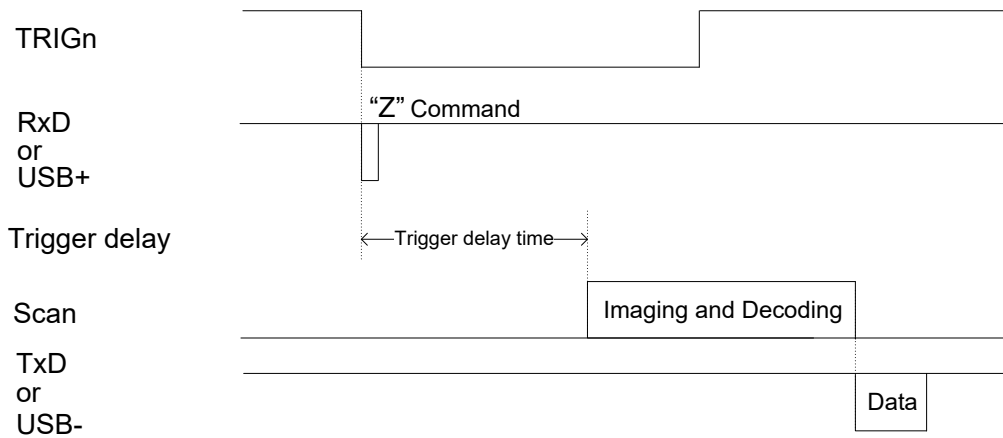 TRIGn
“Z” Command
RxD
or
USB+
Trigger delay
Trigger delay time
Scan
Imaging and Decoding
TxD
or
USB-
Data